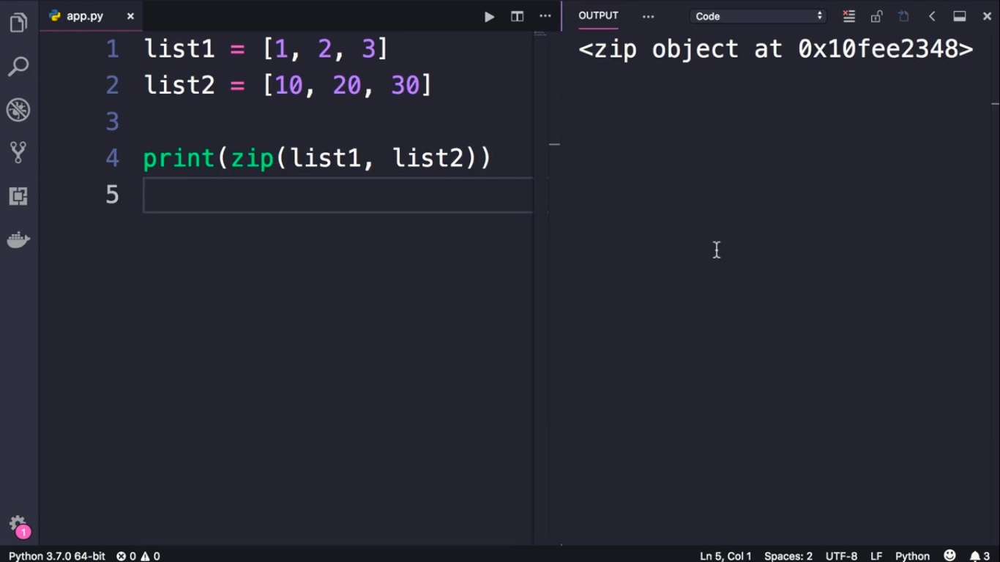 app.py
OUTPUT
Code
1 list1 = [1, 2, 3]
2 list2 = [10, 20, 30]
3
4 print(zip(list1, list2))
5
<zip object at 0x10fee2348>
1
Python 3.7.0 64-bit 0 0 Ln 5, Col 1 Spaces: 2 UTF-8 LF Python 3